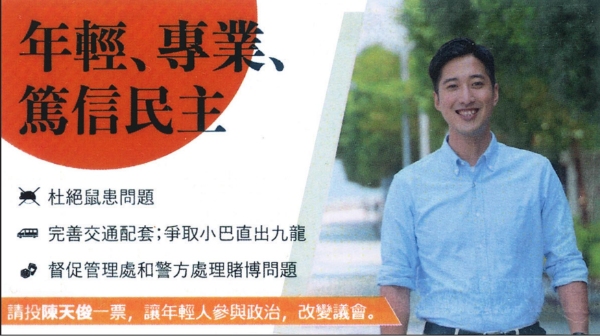 年輕、專業、
篤信民主
杜絕鼠患問題
完善交通配套；爭取小巴直出九龍
督促管理處和警方處理賭博問題
請投陳天俊一票，讓年輕人參與政治，改變議會。